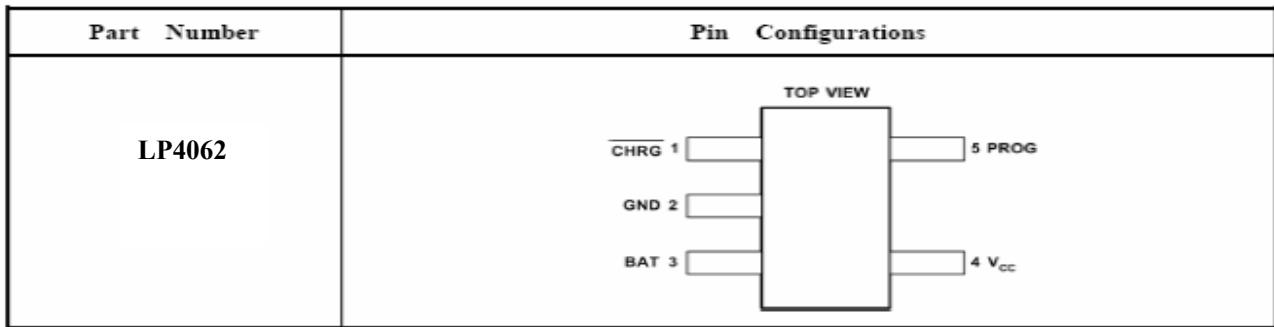 Part Number
Pin Configurations
LP4062
TOP VIEW
CHRG 1
GND 2
BAT 3
5 PROG
4 VCC